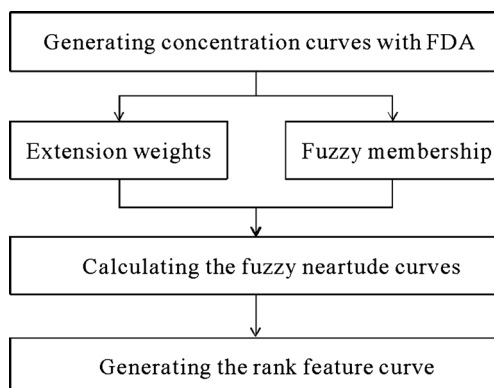 Generating concentration curves with FDA
Extension weights
Fuzzy membership
Calculating the fuzzy neartude curves
Generating the rank feature curve